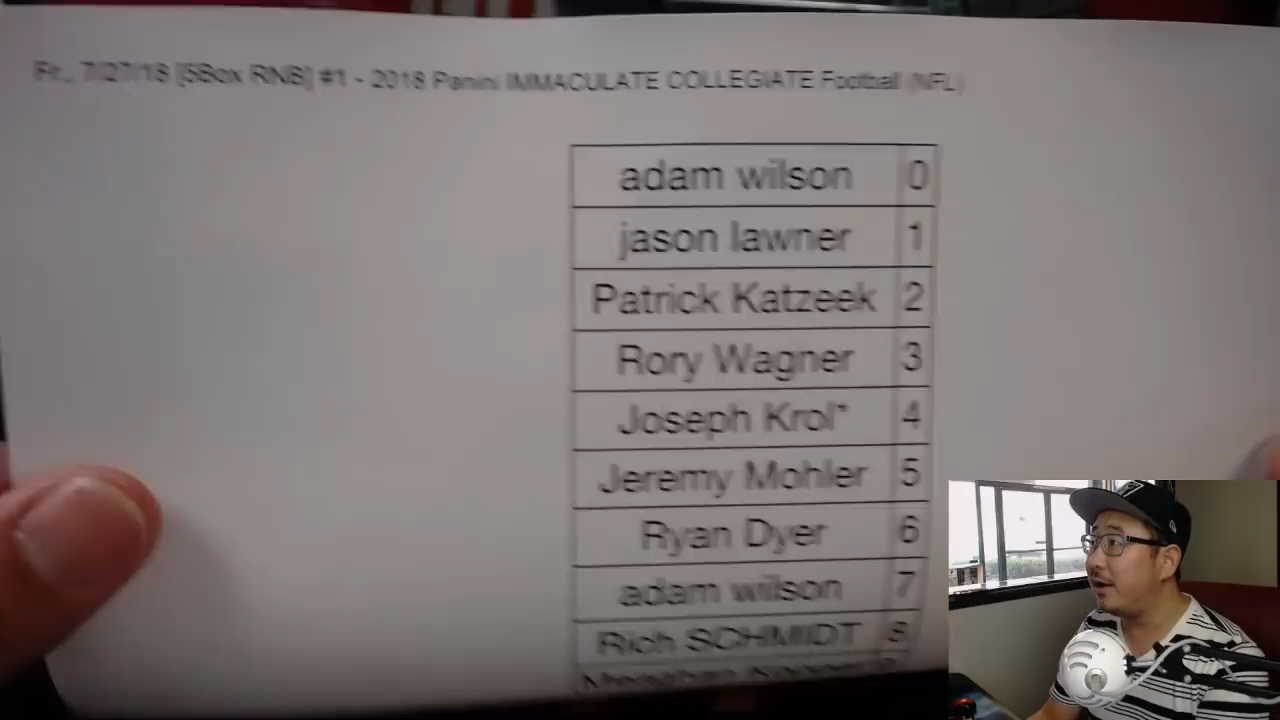 Fr., 7/27/18 [5Box RNB] #1 - 2018 Panini IMMACULATE COLLEGIATE Football (NFL)
adam wilson 0
jason lawner 1
Patrick Katzeek 2
Rory Wagner 3
Joseph Krol* 4
Jeremy Mohler 5
Ryan Dyer 6
adam wilson 7
Rich SCHMIDT 8